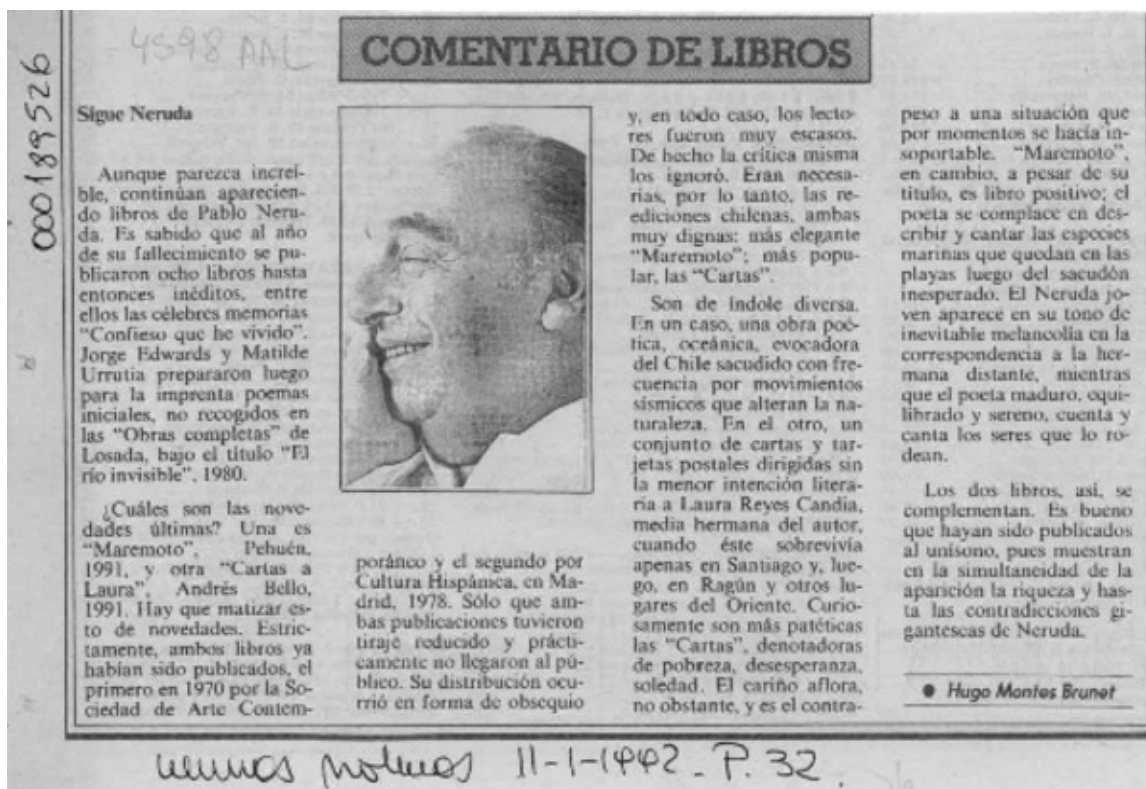 4598 AAL
000189526
COMENTARIO DE LIBROS
Sigue Neruda
Aunque parezca increí-
ble, continúan aparecien-
do libros de Pablo Neru-
da. Es sabido que al año
de su fallecimiento se pu-
blicaron ocho libros hasta
entonces inéditos, entre
ellos las célebres memorias
“Confieso que he vivido”.
Jorge Edwards y Matilde
Urrutia prepararon luego
para la imprenta poemas
iniciales, no recogidos en
las “Obras completas” de
Losada, bajo el título “El
río invisible”, 1980.
¿Cuáles son las nove-
dades últimas? Una es
“Maremoto”, Pehuén,
1991, y otra “Cartas a
Laura”, Andrés Bello,
1991. Hay que matizar es-
to de novedades. Estric-
tamente, ambos libros ya
habían sido publicados, el
primero en 1970 por la So-
ciedad de Arte Contem-
poráneo y el segundo por
Cultura Hispánica, en Ma-
drid, 1978. Sólo que am-
bas publicaciones tuvieron
tiraje reducido y prácti-
camente no llegaron al pú-
blico. Su distribución ocu-
rrió en forma de obsequio
y, en todo caso, los lecto-
res fueron muy escasos.
De hecho la crítica misma
los ignoró. Eran necesa-
rias, por lo tanto, las re-
ediciones chilenas, ambas
muy dignas: más elegante
“Maremoto”; más popu-
lar, las “Cartas”.
Son de índole diversa.
En un caso, una obra poé-
tica, oceánica, evocadora
del Chile sacudido con fre-
cuencia por movimientos
sísmicos que alteran la na-
turaleza. En el otro, un
conjunto de cartas y tar-
jetas postales dirigidas sin
la menor intención litera-
ria a Laura Reyes Candia,
media hermana del autor,
cuando éste sobrevivía
apenas en Santiago y, lue-
go, en Ragún y otros lu-
gares del Oriente. Curio-
samente son más patéticas
las “Cartas”, denotadoras
de pobreza, desesperanza,
soledad. El cariño aflora,
no obstante, y es el contra-
peso a una situación que
por momentos se hacía in-
soportable. “Maremoto”,
en cambio, a pesar de su
título, es libro positivo; el
poeta se complace en des-
cribir y cantar las especies
marinas que quedan en las
playas luego del sacudón
inesperado. El Neruda jo-
ven aparece en su tono de
inevitable melancolía en la
correspondencia a la her-
mana distante, mientras
que el poeta maduro, equi-
librado y sereno, cuenta y
canta los seres que lo ro-
dean.
Los dos libros, así, se
complementan. Es bueno
que hayan sido publicados
al unísono, pues muestran
en la simultaneidad de la
aparición la riqueza y has-
ta las contradicciones gi-
gantescas de Neruda.
● Hugo Montes Brunet
11-1-1992. P. 32